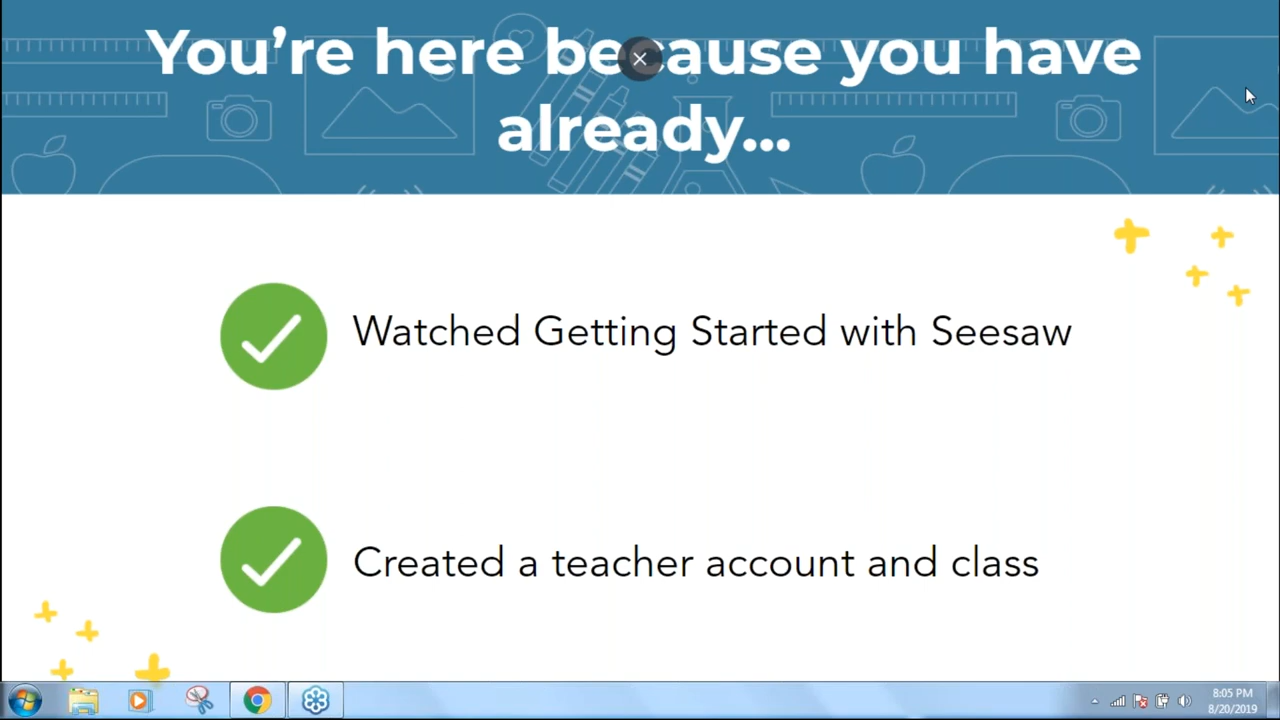 You're here because you have
already...
Watched Getting Started with Seesaw
Created a teacher account and class
8:05 PM
8/20/2019